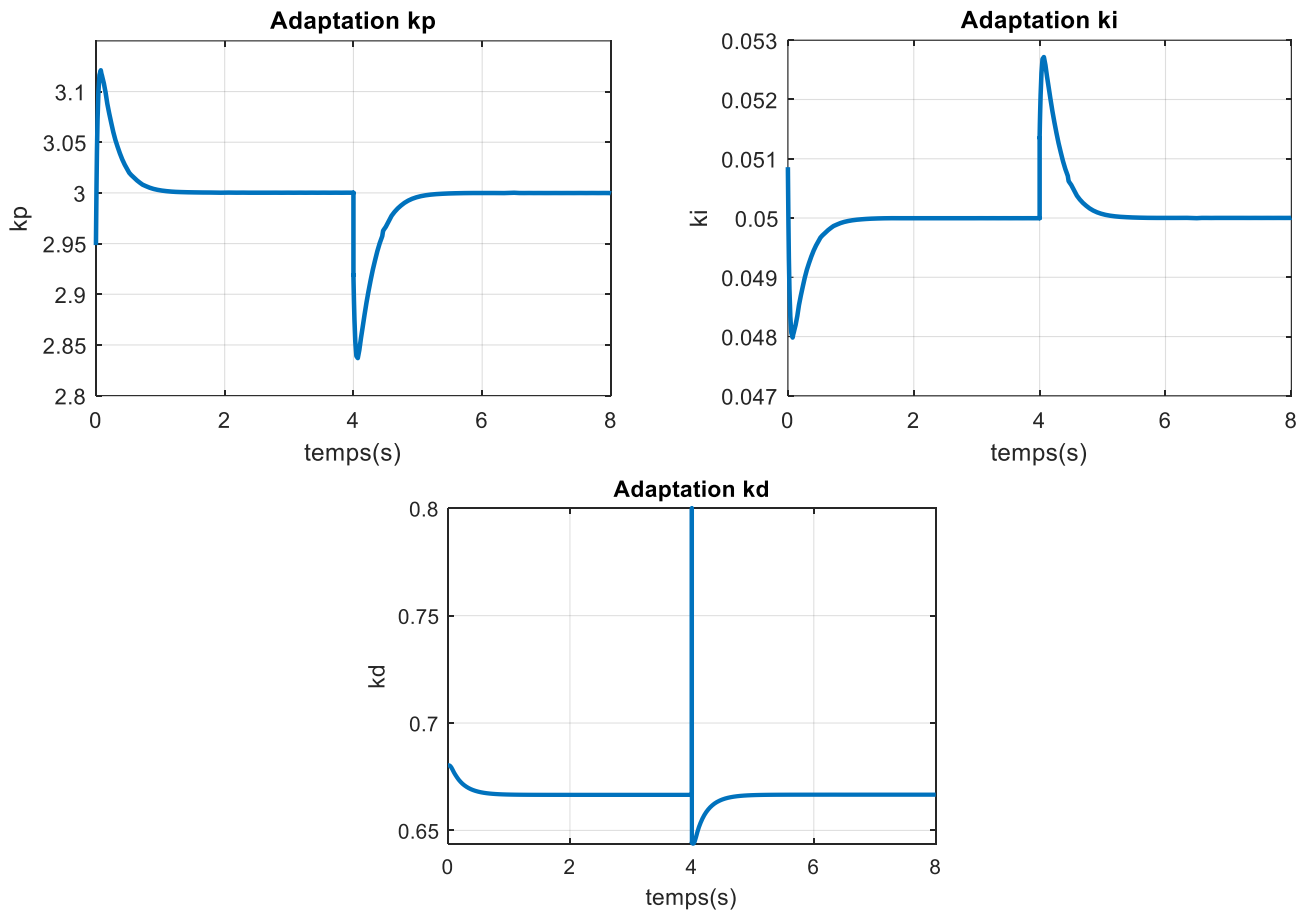 Adaptation kp
3.1
3.05
3
2.95
2.9
2.85
2.8
kp
0 2 4 6 8
temps(s)
Adaptation ki
0.053
0.052
0.051
0.05
0.049
0.048
0.047
ki
0 2 4 6 8
temps(s)
Adaptation kd
0.8
0.75
0.7
0.65
kd
0 2 4 6 8
temps(s)